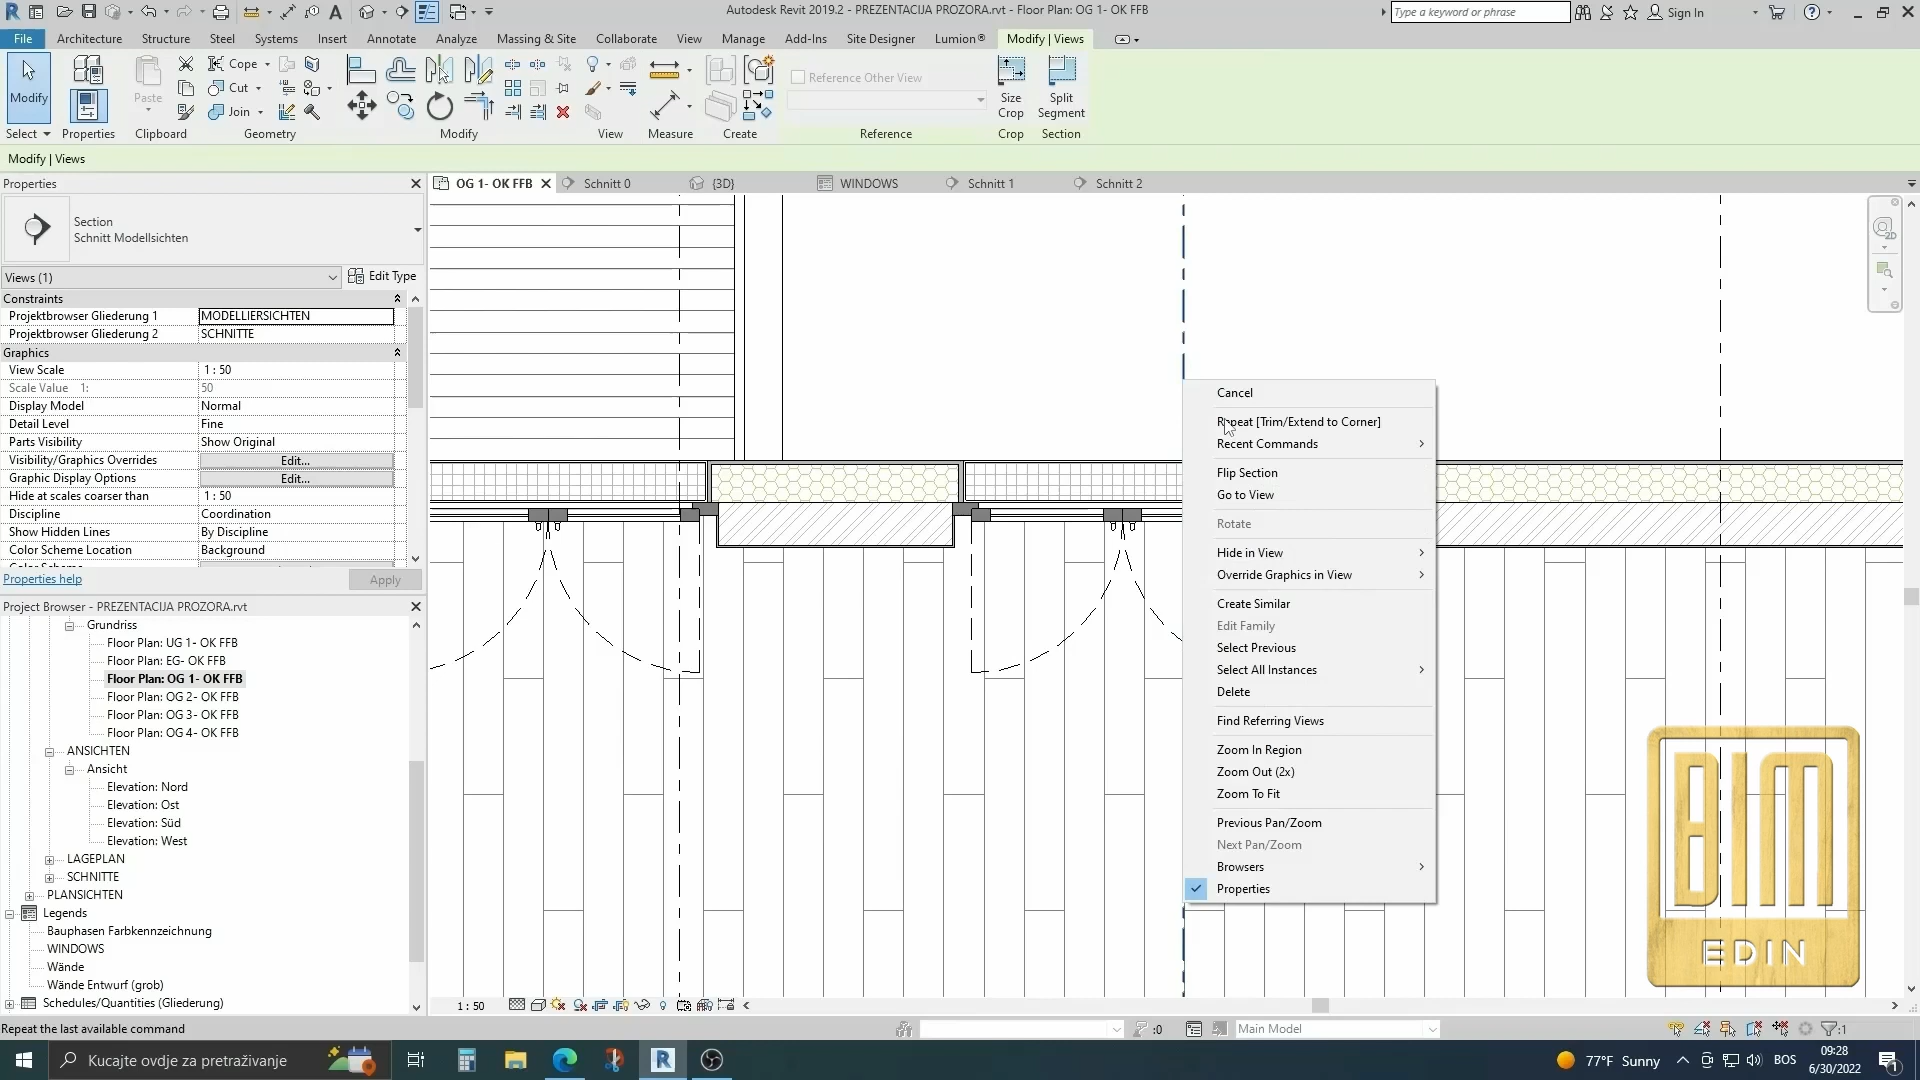 Autodesk Revit 2019.2 - PREZENTACIJA PROZORA.rvt - Floor Plan: OG 1- OK FFB
Type a keyword or phrase
Sign In
File Architecture Structure Steel Systems Insert Annotate Analyze Massing & Site Collaborate View Manage Add-Ins Site Designer Lumion® Modify | Views
Modify
Paste
Cope
Cut
Join
Reference Other View
Size Crop
Split Segment
Select Properties Clipboard Geometry Modify View Measure Create Reference Crop Section
Modify | Views
Properties
OG 1- OK FFB
Schnitt 0
{3D}
WINDOWS
Schnitt 1
Schnitt 2
Section
Schnitt Modellsichten
Views (1)
Edit Type
Constraints
Projektbrowser Gliederung 1 MODELLIERSICHTEN
Projektbrowser Gliederung 2 SCHNITTE
Graphics
View Scale 1 : 50
Scale Value 1: 50
Display Model Normal
Detail Level Fine
Parts Visibility Show Original
Visibility/Graphics Overrides Edit...
Graphic Display Options Edit...
Hide at scales coarser than 1 : 50
Discipline Coordination
Show Hidden Lines By Discipline
Color Scheme Location Background
Properties help
Apply
Project Browser - PREZENTACIJA PROZORA.rvt
Grundriss
Floor Plan: UG 1- OK FFB
Floor Plan: EG- OK FFB
Floor Plan: OG 1- OK FFB
Floor Plan: OG 2- OK FFB
Floor Plan: OG 3- OK FFB
Floor Plan: OG 4- OK FFB
ANSICHTEN
Ansicht
Elevation: Nord
Elevation: Ost
Elevation: Süd
Elevation: West
LAGEPLAN
SCHNITTE
PLANSICHTEN
Legends
Bauphasen Farbkennzeichnung
WINDOWS
Wände
Wände Entwurf (grob)
Schedules/Quantities (Gliederung)
Cancel
Repeat [Trim/Extend to Corner]
Recent Commands
Flip Section
Go to View
Rotate
Hide in View
Override Graphics in View
Create Similar
Edit Family
Select Previous
Select All Instances
Delete
Find Referring Views
Zoom In Region
Zoom Out (2x)
Zoom To Fit
Previous Pan/Zoom
Next Pan/Zoom
Browsers
Properties
2D
BIM
EDIN
1 : 50
Repeat the last available command
:0
Main Model
:1
Kucajte ovdje za pretraživanje
77°F Sunny
BOS
09:28
6/30/2022
1